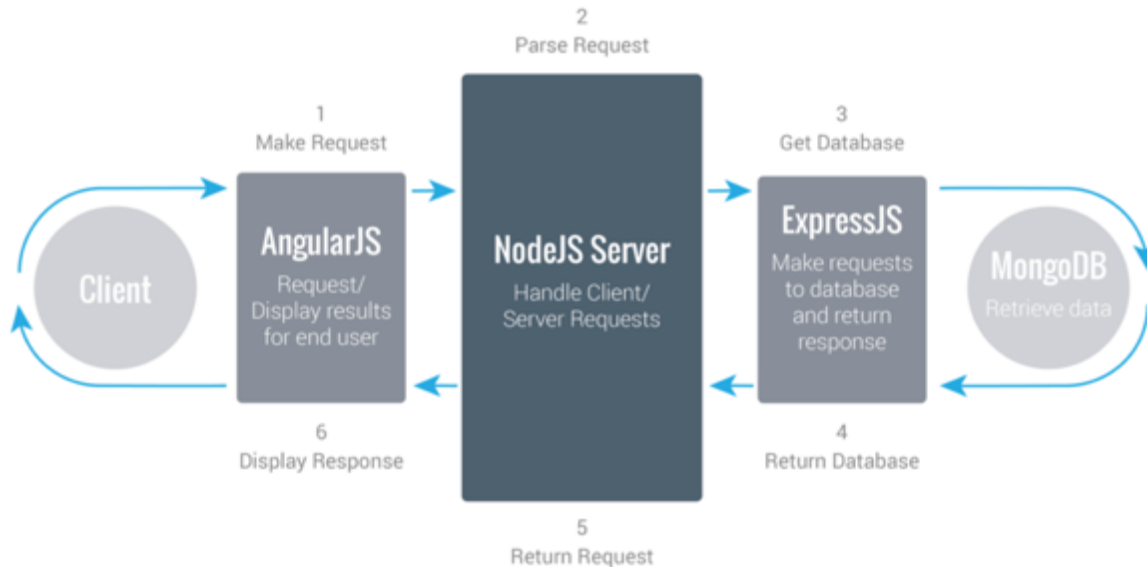 2
Parse Request
1
Make Request
3
Get Database
Client
AngularJS
Request/
Display results
for end user
NodeJS Server
Handle Client/
Server Requests
ExpressJS
Make requests
to database
and return
response
MongoDB
Retrieve data
6
Display Response
4
Return Database
5
Return Request